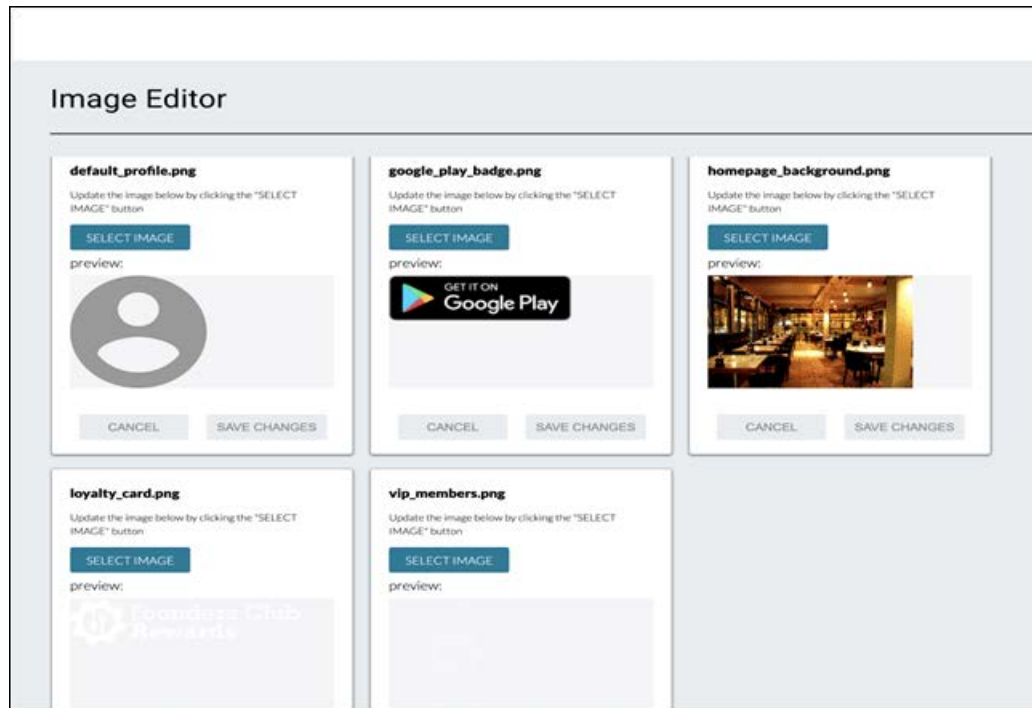 Image Editor
default_profile.png
Update the image below by clicking the "SELECT
IMAGE" button
SELECT IMAGE
preview:
CANCEL SAVE CHANGES
google_play_badge.png
Update the image below by clicking the "SELECT
IMAGE" button
SELECT IMAGE
preview:
GET IT ON
Google Play
CANCEL SAVE CHANGES
homepage_background.png
Update the image below by clicking the "SELECT
IMAGE" button
SELECT IMAGE
preview:
CANCEL SAVE CHANGES
loyalty_card.png
Update the image below by clicking the "SELECT
IMAGE" button
SELECT IMAGE
preview:
Founders Club
Rewards
vip_members.png
Update the image below by clicking the "SELECT
IMAGE" button
SELECT IMAGE
preview: